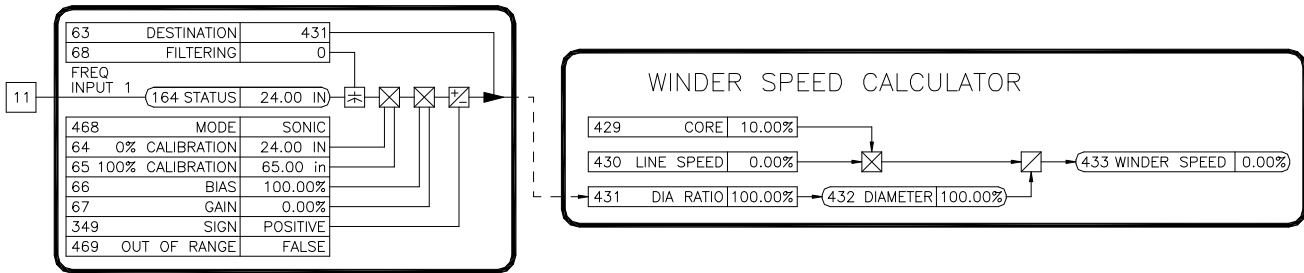 63 DESTINATION 431
68 FILTERING 0
FREQ
INPUT 1
11
164 STATUS 24.00 IN
468 MODE SONIC
64 0% CALIBRATION 24.00 IN
65 100% CALIBRATION 65.00 in
66 BIAS 100.00%
67 GAIN 0.00%
349 SIGN POSITIVE
469 OUT OF RANGE FALSE
WINDER SPEED CALCULATOR
429 CORE 10.00%
430 LINE SPEED 0.00%
433 WINDER SPEED 0.00%
431 DIA RATIO 100.00%
432 DIAMETER 100.00%